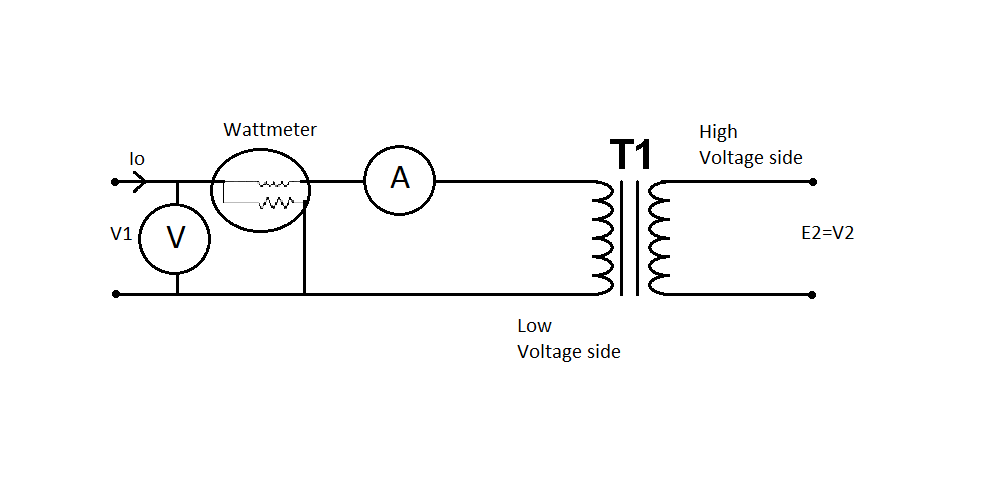 Wattmeter
High
Voltage side
T1
Io
A
V1
V
E2=V2
Low
Voltage side